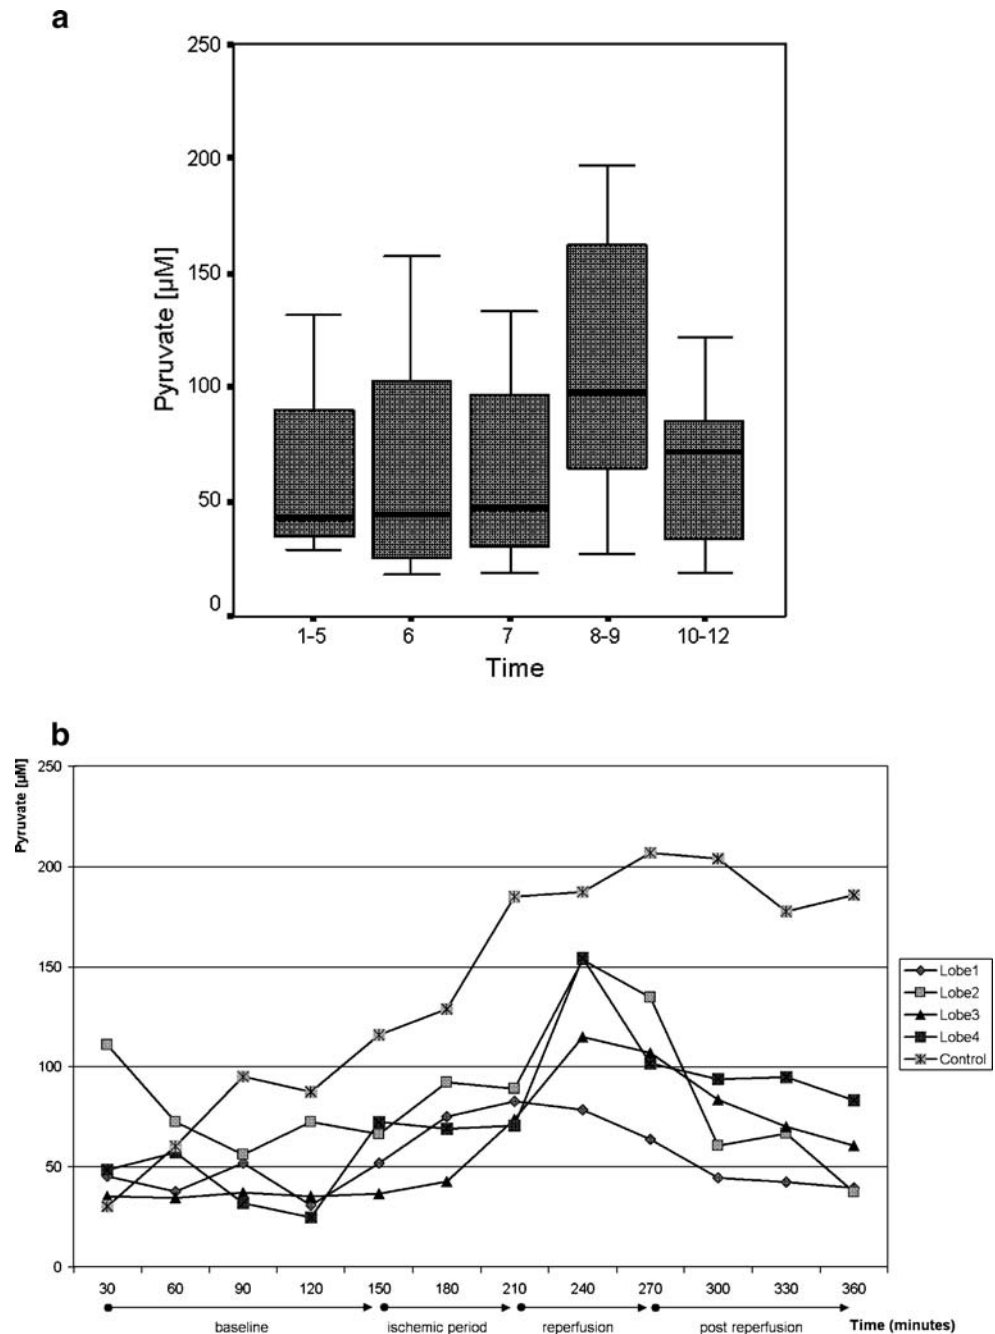 a
250
200
150
100
50
0
Pyruvate [µM]
1-5 6 7 8-9 10-12
Time
b
250
200
150
100
50
0
Pyruvate [µM]
Lobe1
Lobe2
Lobe3
Lobe4
Control
30 60 90 120 150 180 210 240 270 300 330 360
baseline ischemic period reperfusion post reperfusion Time (minutes)